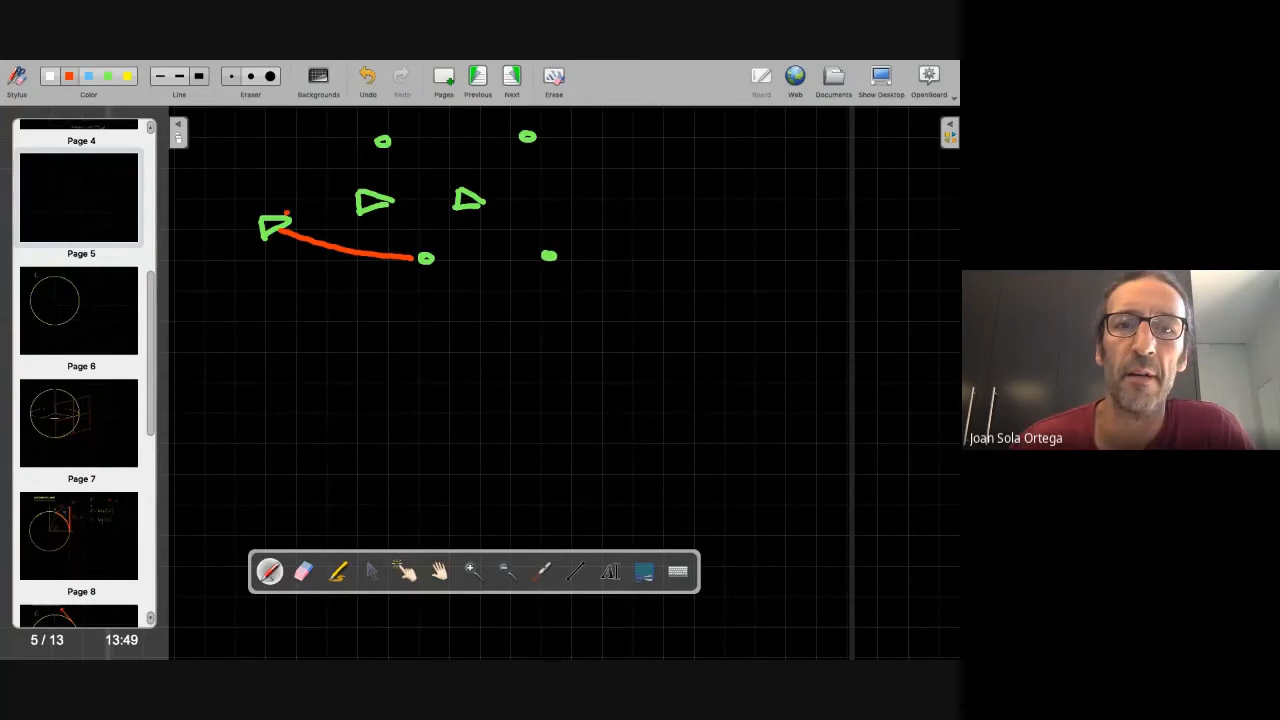 Stylus
Color
Line
Eraser
Backgrounds
Undo
Redo
Pages
Previous
Next
Erase
Board
Web
Documents
Show Desktop
OpenBoard
Page 4
Page 5
Page 6
Page 7
Page 8
5 / 13
13:49
AI
Joan Sola Ortega